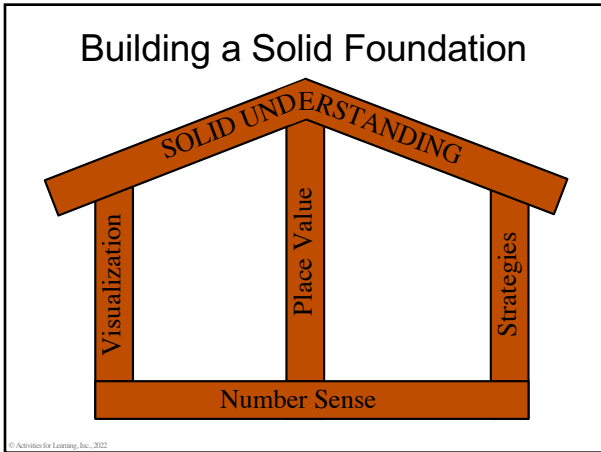 Building a Solid Foundation
SOLID UNDERSTANDING
Visualization
Place Value
Strategies
Number Sense
© Activities for Learning, Inc., 2022